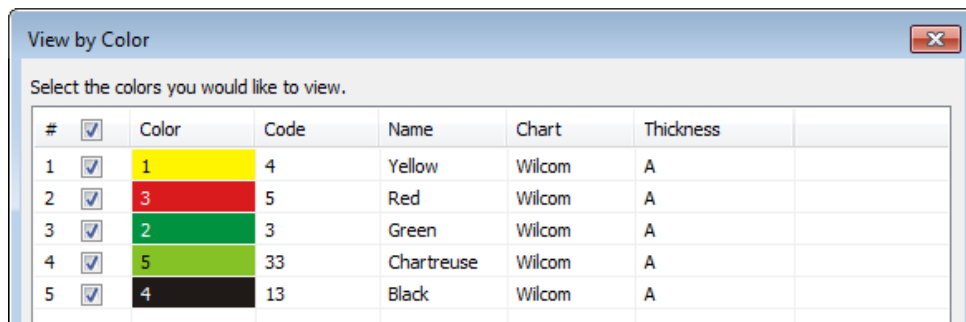 View by Color
Select the colors you would like to view.
# Color Code Name Chart Thickness
1 1 4 Yellow Wilcom A
2 3 5 Red Wilcom A
3 2 3 Green Wilcom A
4 5 33 Chartreuse Wilcom A
5 4 13 Black Wilcom A